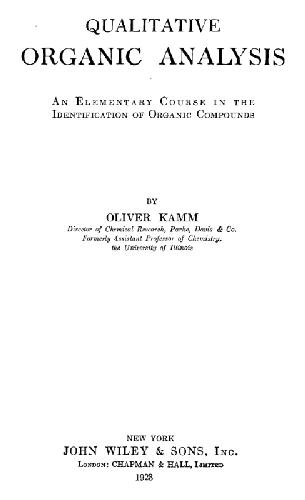 QUALITATIVE
ORGANIC ANALYSIS
AN ELEMENTARY COURSE IN THE
IDENTIFICATION OF ORGANIC COMPOUNDS
BY
OLIVER KAMM
Director of Chemical Research, Parke, Davis & Co.
Formerly Assistant Professor of Chemistry,
the University of Illinois
NEW YORK
JOHN WILEY & SONS, INC.
LONDON: CHAPMAN & HALL, LIMITED
1928